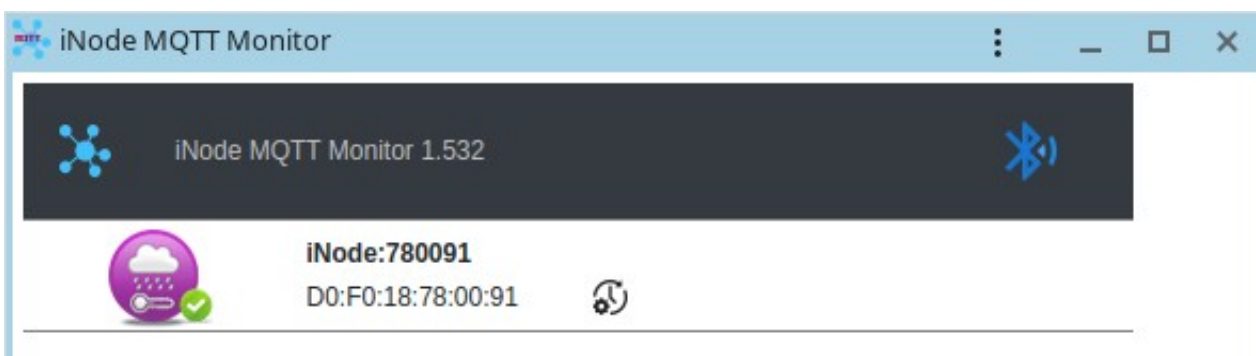 iNode MQTT Monitor
iNode MQTT Monitor 1.532
iNode:780091
D0:F0:18:78:00:91